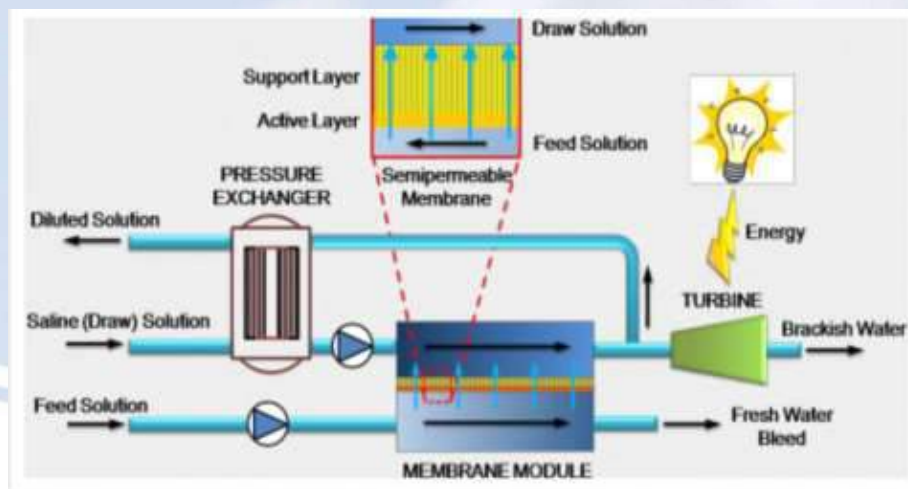 Draw Solution
Support Layer
Active Layer
Feed Solution
Semipermeable
Membrane
PRESSURE
EXCHANGER
Diluted Solution
Energy
TURBINE
Saline (Draw) Solution
Brackish Water
Feed Solution
Fresh Water
Bleed
MEMBRANE MODULE